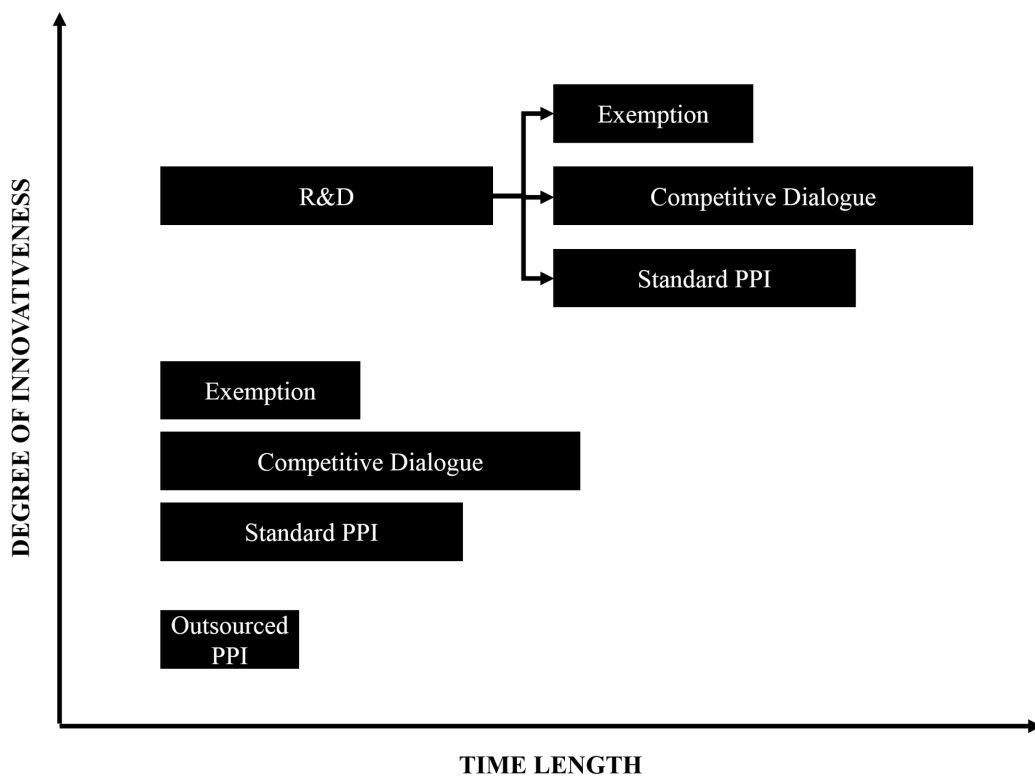 DEGREE OF INNOVATIVENESS
Exemption
R&D
Competitive Dialogue
Standard PPI
Exemption
Competitive Dialogue
Standard PPI
Outsourced
PPI
TIME LENGTH